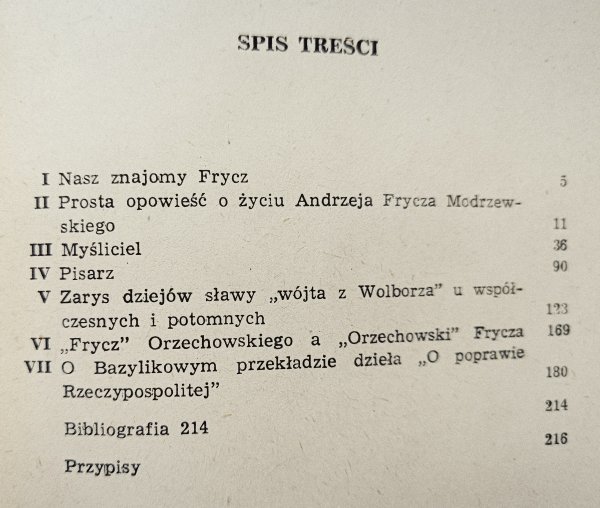 SPIS TREŚCI
I Nasz znajomy Frycz 5
II Prosta opowieść o życiu Andrzeja Frycza Modrzew-
skiego 11
III Myśliciel 36
IV Pisarz 90
V Zarys dziejów sławy „wójta z Wolborza” u współ-
czesnych i potomnych 123
VI „Frycz” Orzechowskiego a „Orzechowski” Frycza 169
VII O Bazylikowym przekładzie dzieła „O poprawie
Rzeczypospolitej” 180
214
Bibliografia 214
216
Przypisy